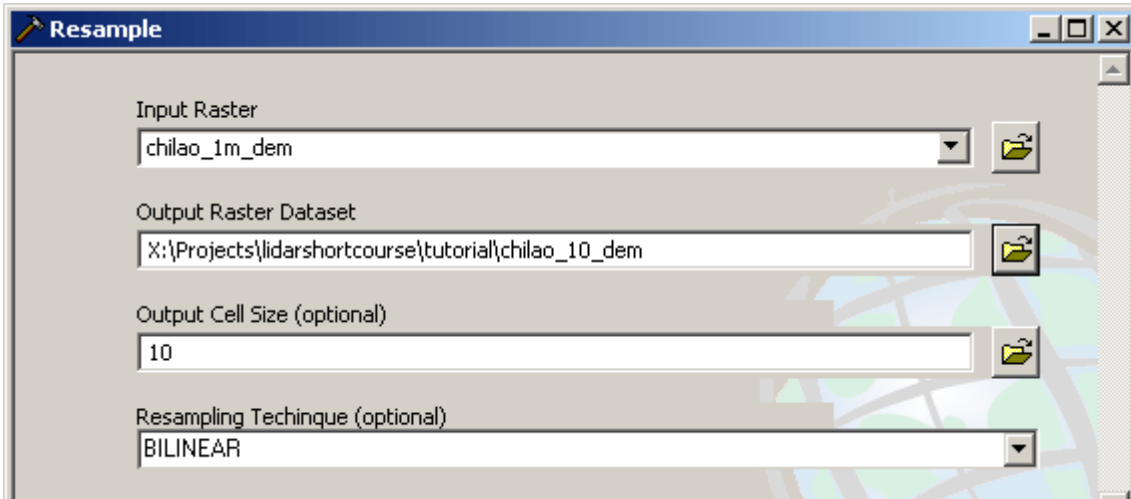 Resample
Input Raster
chilao_1m_dem
Output Raster Dataset
X:\Projects\lidarshortcourse\tutorial\chilao_10_dem
Output Cell Size (optional)
10
Resampling Techinque (optional)
BILINEAR